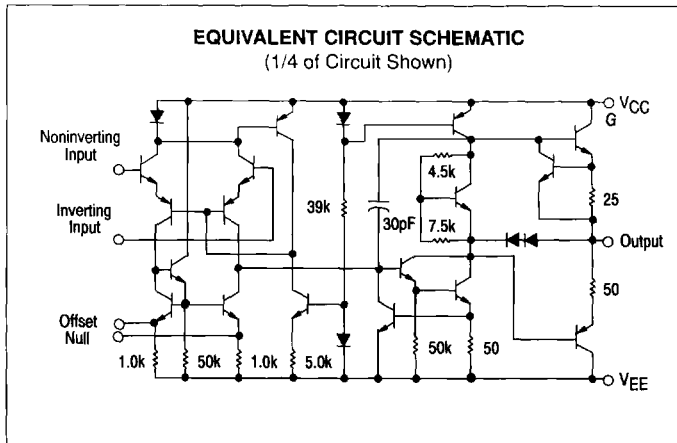 EQUIVALENT CIRCUIT SCHEMATIC
(1/4 of Circuit Shown)
VCC
G
Noninverting
Input
4.5k
25
39k
30pF
7.5k
Inverting
Input
Output
50
Offset
Null
1.0k
50k
1.0k
5.0k
50k
50
VEE